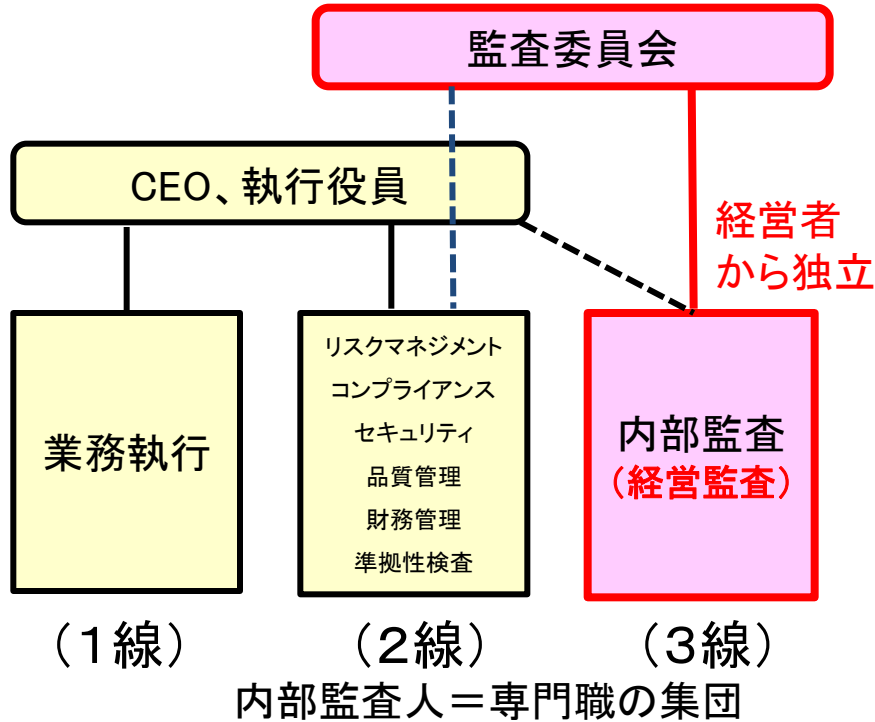 監査委員会
CEO、執行役員
経営者
から独立
業務執行
リスクマネジメント
コンプライアンス
セキュリティ
品質管理
財務管理
準拠性検査
内部監査
（経営監査）
（１線）
（２線）
（３線）
内部監査人＝専門職の集団